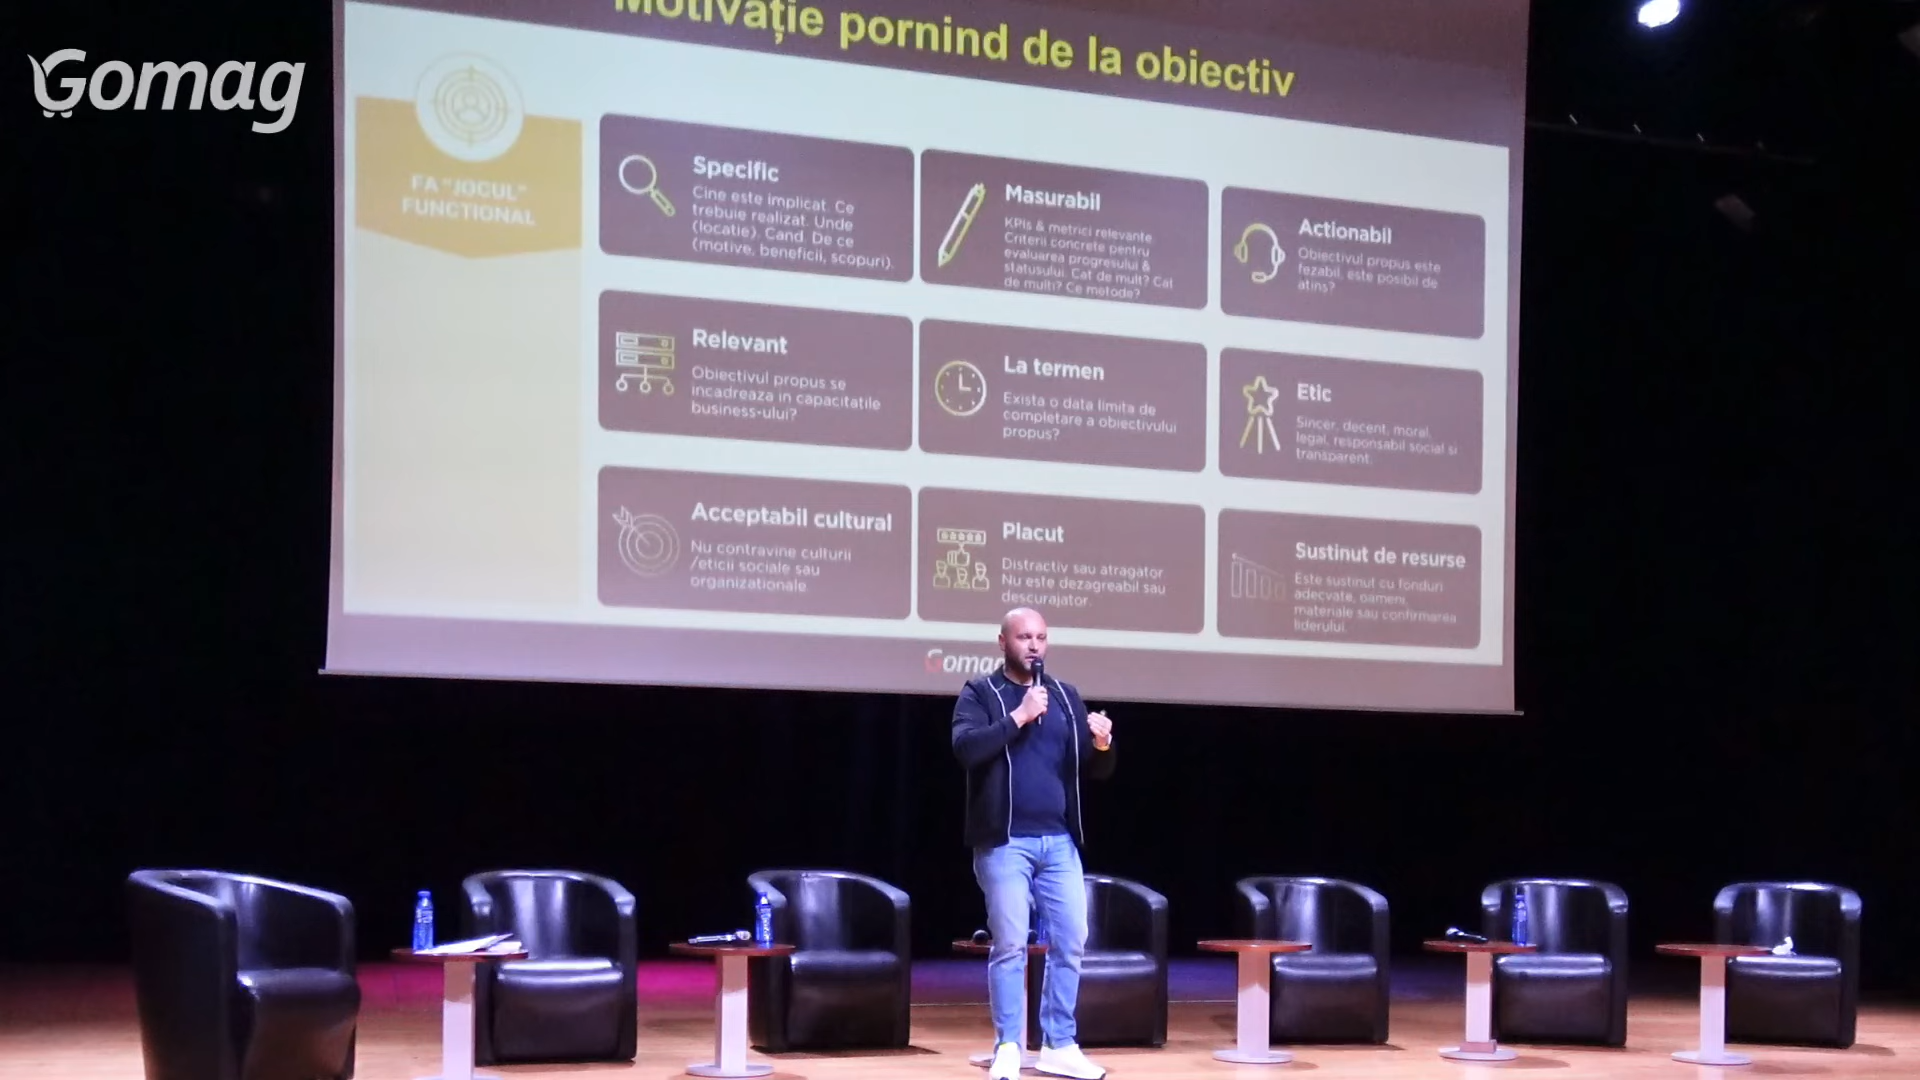 Gomag
Motivație pornind de la obiectiv
FA "JOCUL"
FUNCTIONAL
Specific
Cine este implicat. Ce
trebuie realizat. Unde
(locatie). Cand. De ce
(motive, beneficii, scopuri).
Masurabil
KPIs & metrici relevante
Criterii concrete pentru
evaluarea progresului &
statusului. Cat de mult? Cat
de multi? Ce metode?
Actionabil
Obiectivul propus este
fezabil, este posibil de
atins?
Relevant
Obiectivul propus se
incadreaza in capacitatile
business-ului?
La termen
Exista o data limita de
completare a obiectivului
propus?
Etic
Sincer, decent, moral,
legal, responsabil social si
transparent.
Acceptabil cultural
Nu contravine culturii
/eticii sociale sau
organizationale
Placut
Distractiv sau atragator
Nu este dezagreabil sau
descurajator.
Sustinut de resurse
Este sustinut cu fonduri
adecvate, oameni,
materiale sau confirmarea
liderului.
Gomag